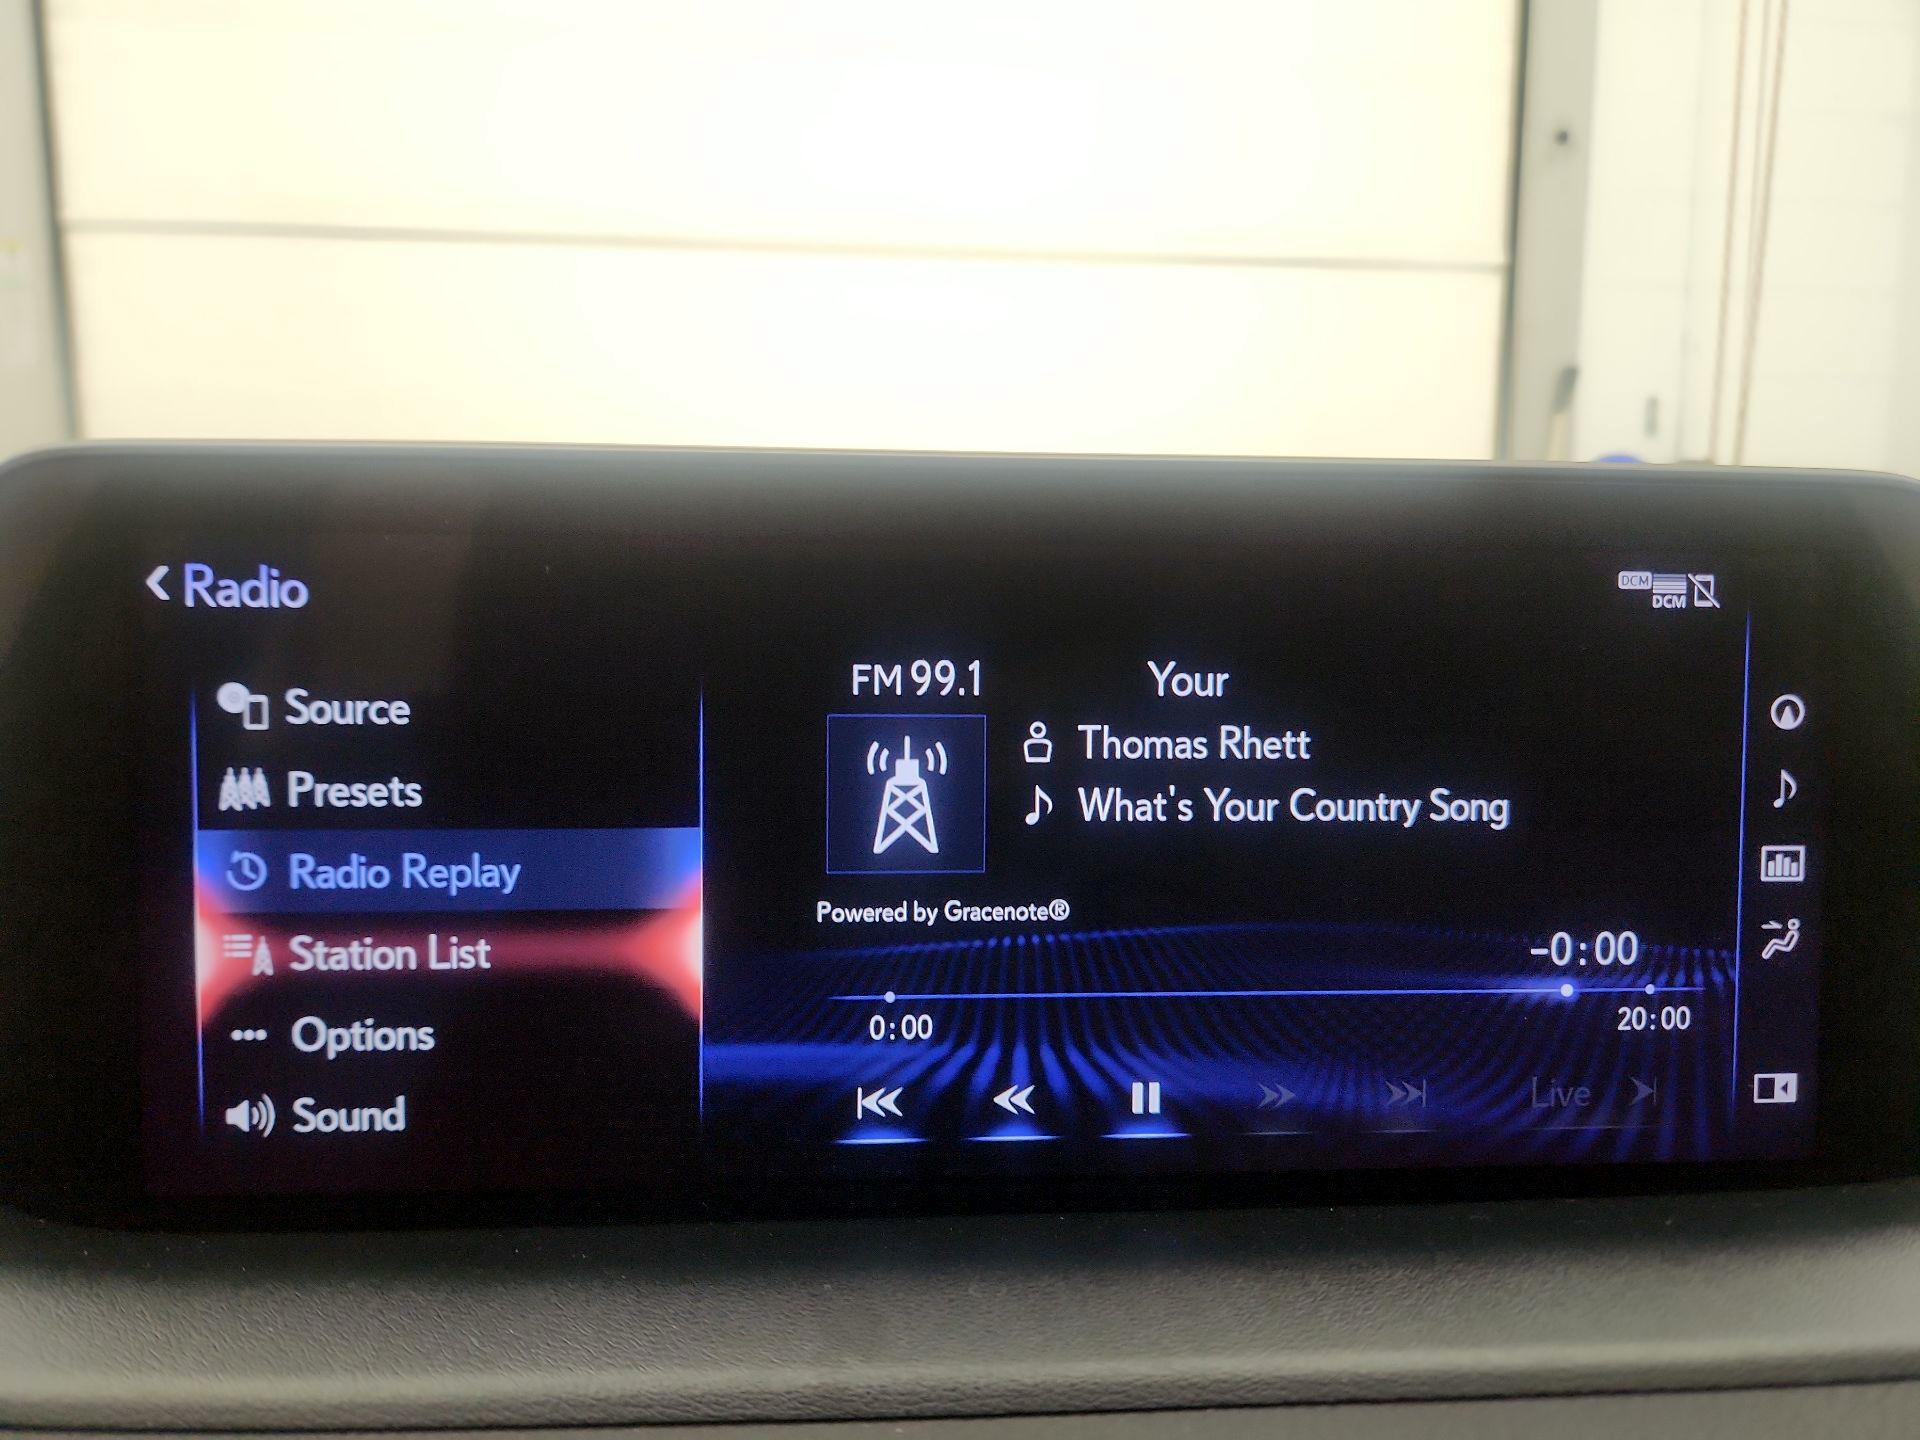 Radio
DCM
DCM
Source
Presets
Radio Replay
Station List
Options
Sound
FM 99.1
Your
Thomas Rhett
What's Your Country Song
Powered by Gracenote®
-0:00
0:00
20:00
Live